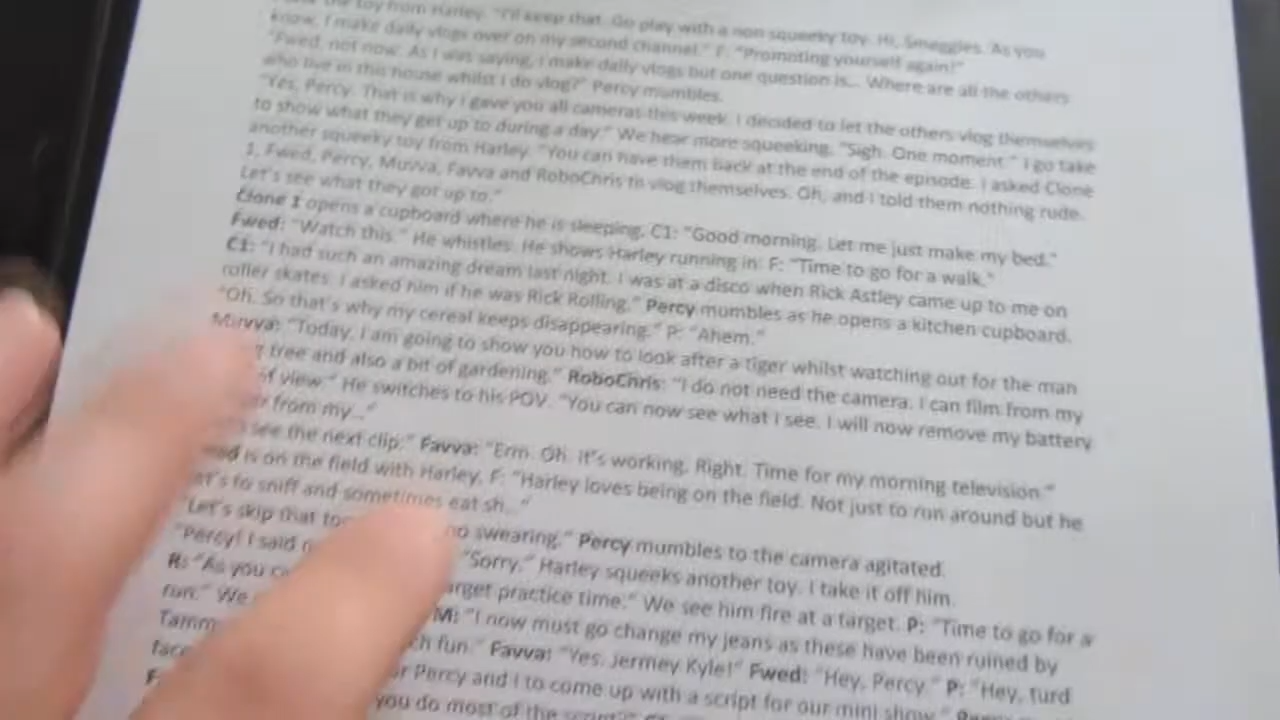 the toy from Harley. "I'll keep that. Go play with a non squeeky toy. Hi, Smeggles. As you
know, I make daily vlogs over on my second channel." F: "Promoting yourself again!"
"Fwed, not now. As I was saying, I make daily vlogs but one question is... Where are all the others
who live in this house whilst I do vlog?" Percy mumbles.
"Yes, Percy. That is why I gave you all cameras this week. I decided to let the others vlog themselves
to show what they get up to during a day." We hear more squeeking. "Sigh. One moment." I go take
another squeeky toy from Harley. "You can have them back at the end of the episode. I asked Clone
1, Fwed, Percy, Muvva, Favva and RoboChris to vlog themselves. Oh, and I told them nothing rude.
Let's see what they got up to."
Clone 1 opens a cupboard where he is sleeping. C1: "Good morning. Let me just make my bed."
Fwed: "Watch this." He whistles. He shows Harley running in. F: "Time to go for a walk."
C1: "I had such an amazing dream last night. I was at a disco when Rick Astley came up to me on
roller skates. I asked him if he was Rick Rolling." Percy mumbles as he opens a kitchen cupboard.
"Oh. So that's why my cereal keeps disappearing." P: "Ahem."
Muvva: "Today, I am going to show you how to look after a tiger whilst watching out for the man
tree and also a bit of gardening." RoboChris: "I do not need the camera. I can film from my
of view." He switches to his POV. "You can now see what I see. I will now remove my battery
from my..."
see the next clip." Favva: "Erm. Oh. It's working. Right. Time for my morning television."
is on the field with Harley. F: "Harley loves being on the field. Not just to run around but he
to sniff and sometimes eat sh..."
"Let's skip that no swearing." Percy mumbles to the camera agitated.
"Percy! I said "Sorry." Harley squeeks another toy. I take it off him.
R: "As you target practice time." We see him fire at a target. P: "Time to go for a
fun." We M: "I now must go change my jeans as these have been ruined by
fun." Favva: "Yes. Jermey Kyle!" Fwed: "Hey, Percy." P: "Hey, turd
Percy and I to come up with a script for our mini show."
you do most of the script?"